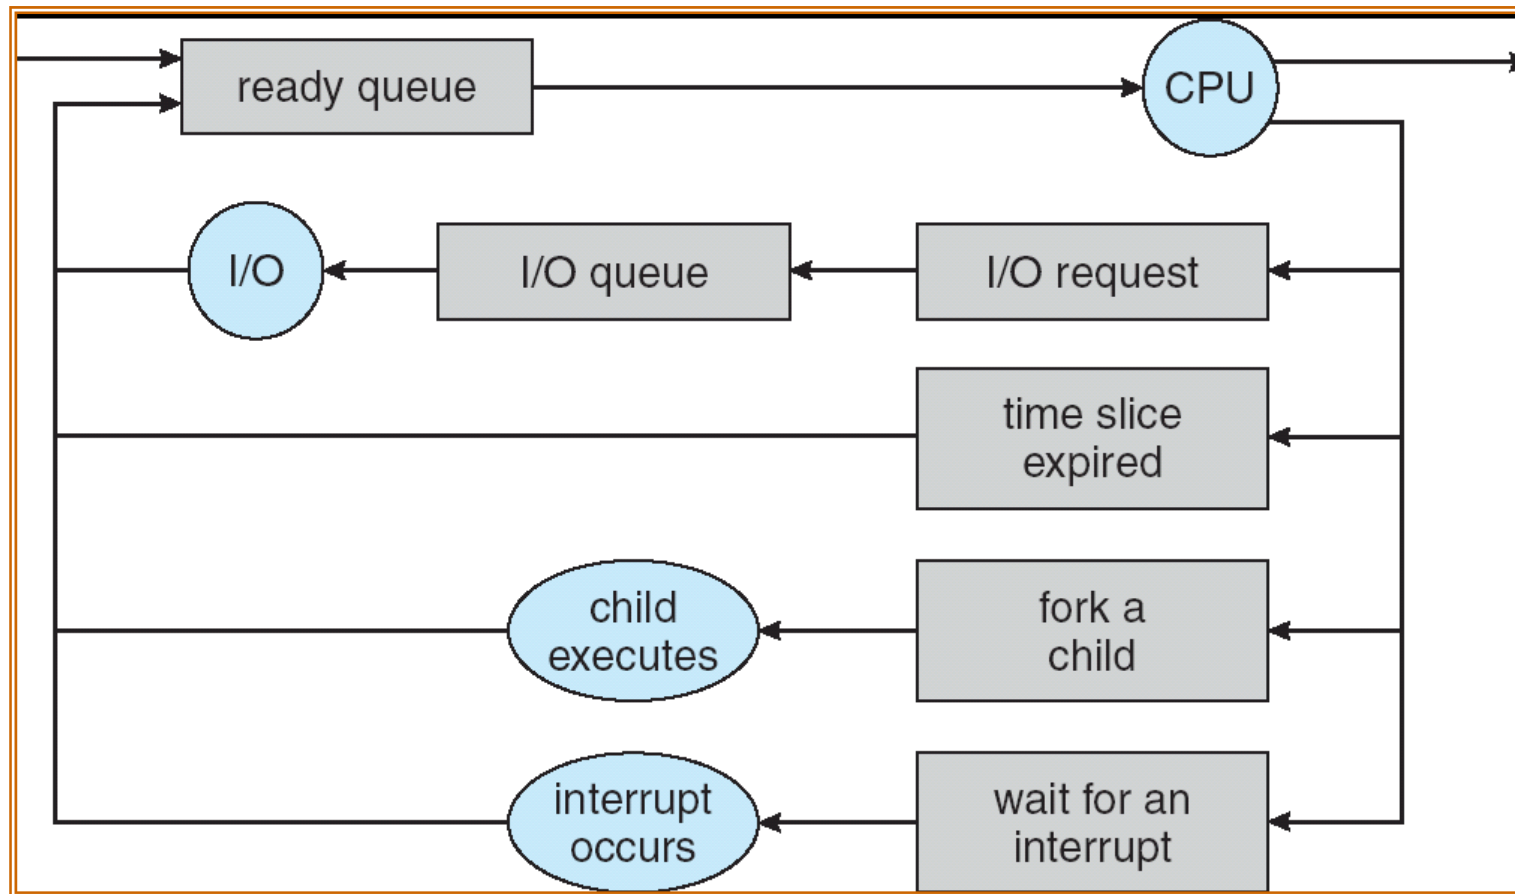 ready queue
CPU
I/O
I/O queue
I/O request
time slice
expired
child
executes
fork a
child
interrupt
occurs
wait for an
interrupt